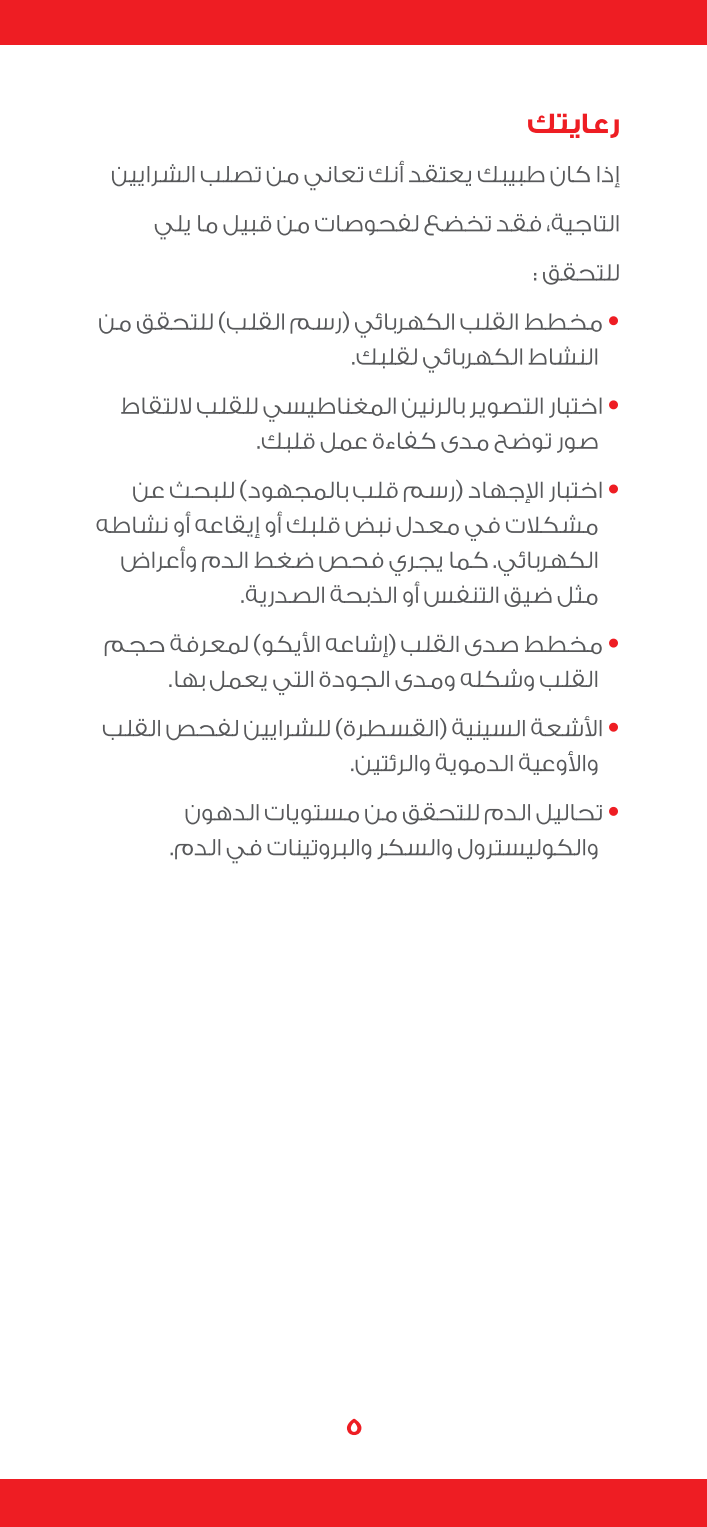 رعايتك
إذا كان طبيبك يعتقد أنك تعاني من تصلب الشرايين
التاجية، فقد تخضع لفحوصات من قبيل ما يلي
للتحقق :
• مخطط القلب الكهربائي (رسم القلب) للتحقق من
النشاط الكهربائي لقلبك.
• اختبار التصوير بالرنين المغناطيسي للقلب لالتقاط
صور توضح مدى كفاءة عمل قلبك.
• اختبار الإجهاد (رسم قلب بالمجهود) للبحث عن
مشكلات في معدل نبض قلبك أو إيقاعه أو نشاطه
الكهربائي. كما يجري فحص ضغط الدم وأعراض
مثل ضيق التنفس أو الذبحة الصدرية.
• مخطط صدى القلب (إشاعه الأيكو) لمعرفة حجم
القلب وشكله ومدى الجودة التي يعمل بها.
• الأشعة السينية (القسطرة) للشرايين لفحص القلب
والأوعية الدموية والرئتين.
• تحاليل الدم للتحقق من مستويات الدهون
والكوليسترول والسكر والبروتينات في الدم.
٥